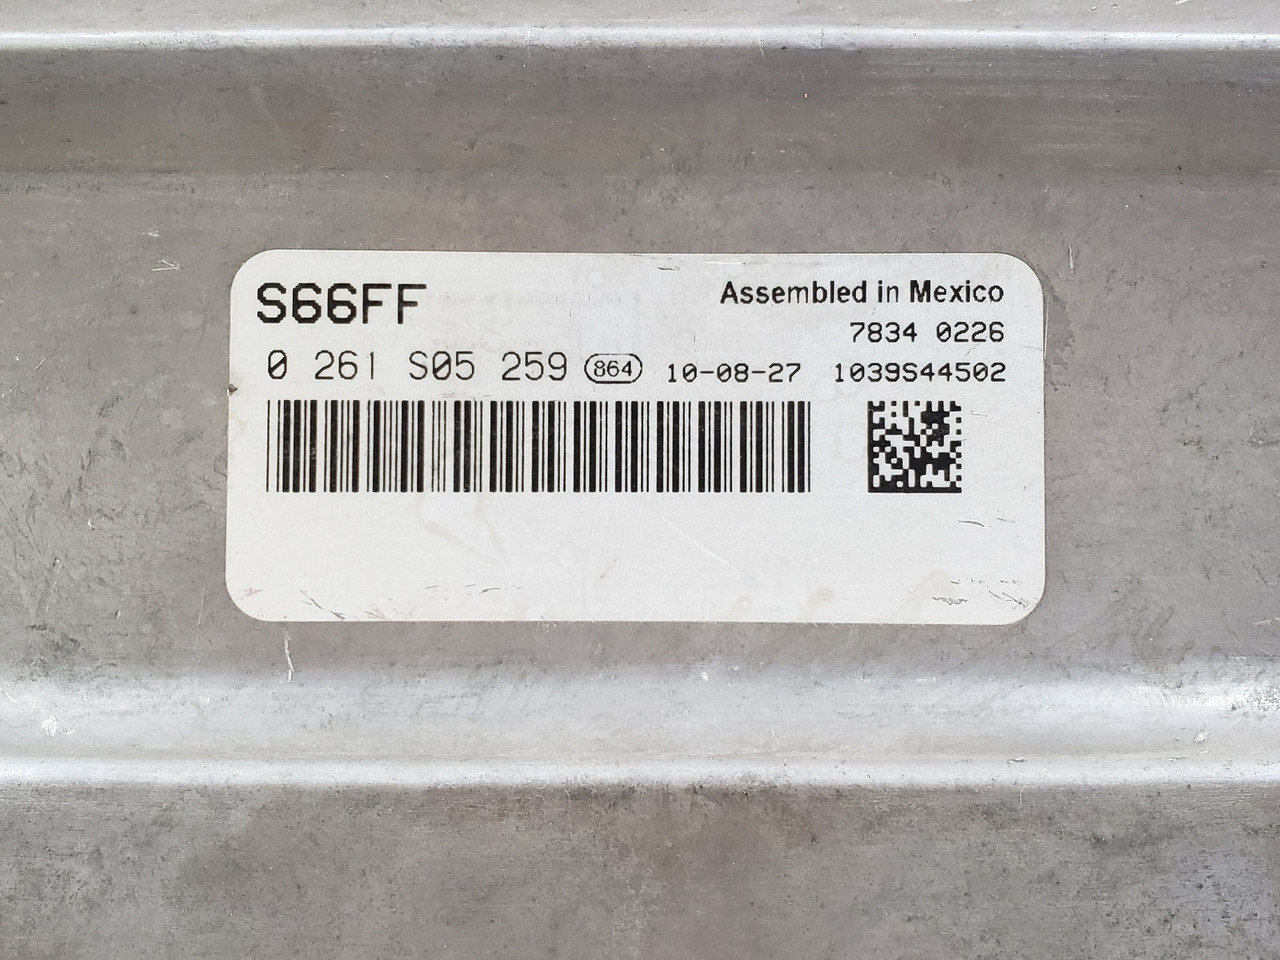 S66FF
Assembled in Mexico
7834 0226
0 261 S05 259 864 10-08-27 1039S44502